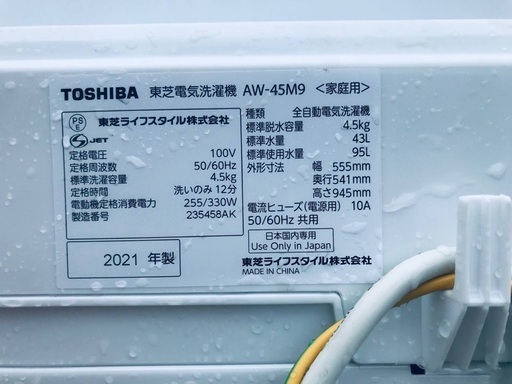 TOSHIBA 東芝電気洗濯機 AW-45M9 <家庭用>
PS E 東芝ライフスタイル株式会社
S JET
定格電圧 100V
定格周波数 50/60Hz
標準洗濯容量 4.5kg
定格時間 洗いのみ 12分
電動機定格消費電力 255/330W
製造番号 235458AK
2021 年製
種類 全自動電気洗濯機
標準脱水容量 4.5kg
標準水量 43L
標準使用水量 95L
外形寸法 幅 555mm
奥行541mm
高さ945mm
電流ヒューズ(電源用) 10A
50/60Hz 共用
日本国内専用
Use Only in Japan
東芝ライフスタイル株式会社
MADE IN CHINA